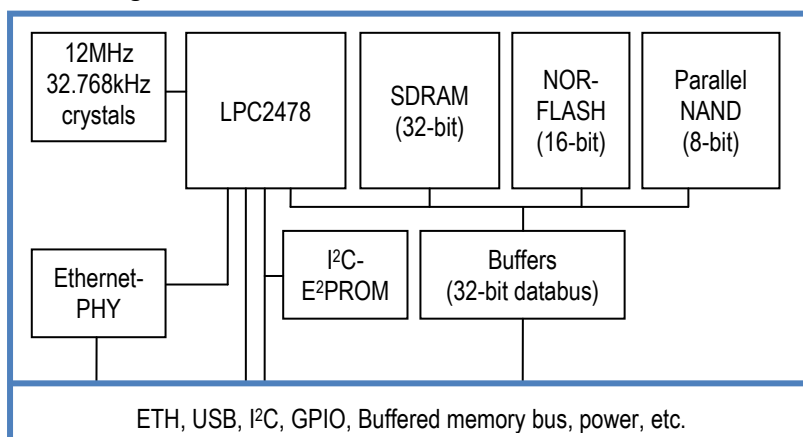 12MHz
32.768kHz
crystals
LPC2478
SDRAM
(32-bit)
NOR-
FLASH
(16-bit)
Parallel
NAND
(8-bit)
Ethernet-
PHY
I²C-
E²PROM
Buffers
(32-bit databus)
ETH, USB, I²C, GPIO, Buffered memory bus, power, etc.